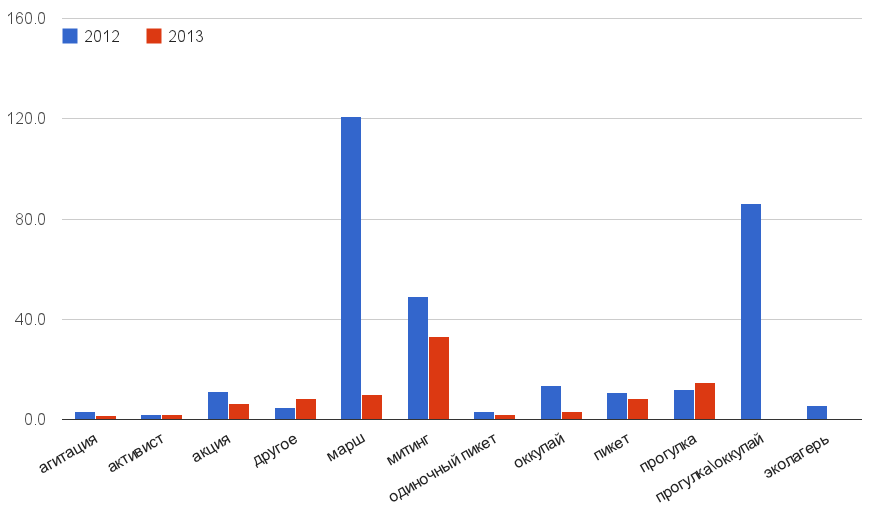 160.0
2012 2013
120.0
80.0
40.0
0.0
агитация
активист
акция
другое
марш
митинг
одиночный пикет
оккупай
пикет
прогулка
прогулка\оккупай
эколагерь